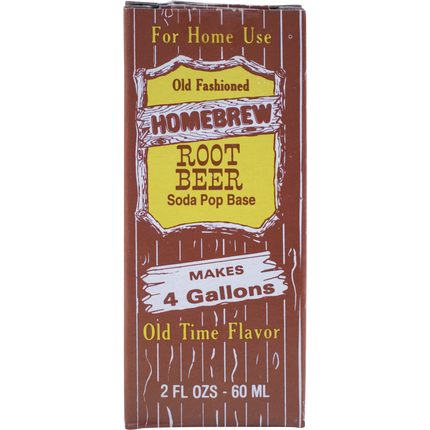 For Home Use
Old Fashioned
HOMEBREW
ROOT
BEER
Soda Pop Base
MAKES
4 Gallons
Old Time Flavor
2 FL OZS - 60 ML